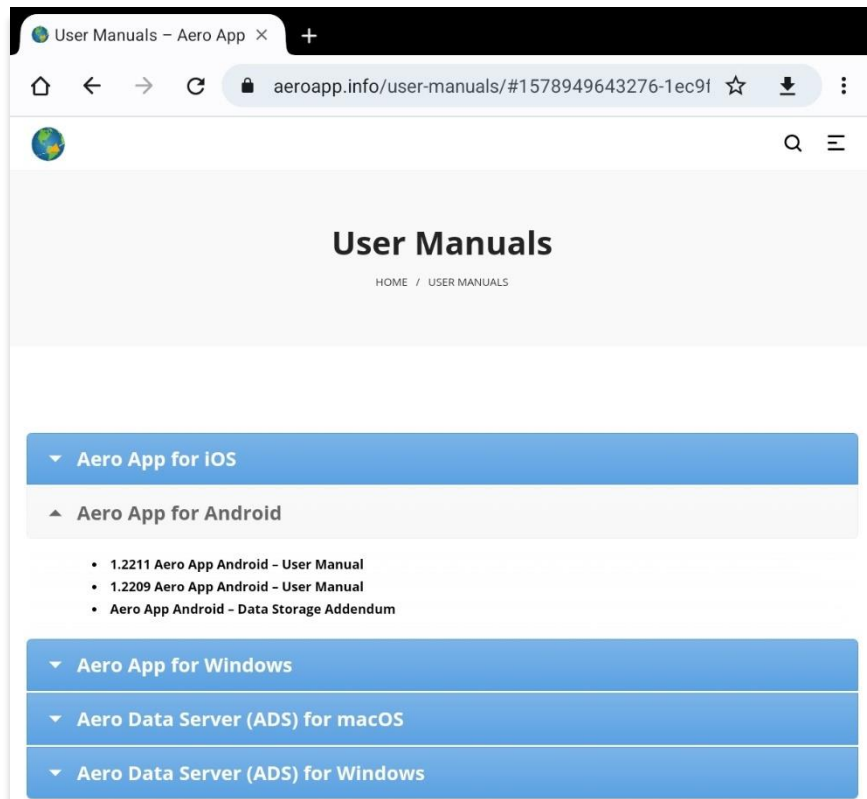 User Manuals – Aero App
aeroapp.info/user-manuals/#1578949643276-1ec9f
User Manuals
HOME / USER MANUALS
Aero App for iOS
Aero App for Android
• 1.2211 Aero App Android – User Manual
• 1.2209 Aero App Android – User Manual
• Aero App Android – Data Storage Addendum
Aero App for Windows
Aero Data Server (ADS) for macOS
Aero Data Server (ADS) for Windows